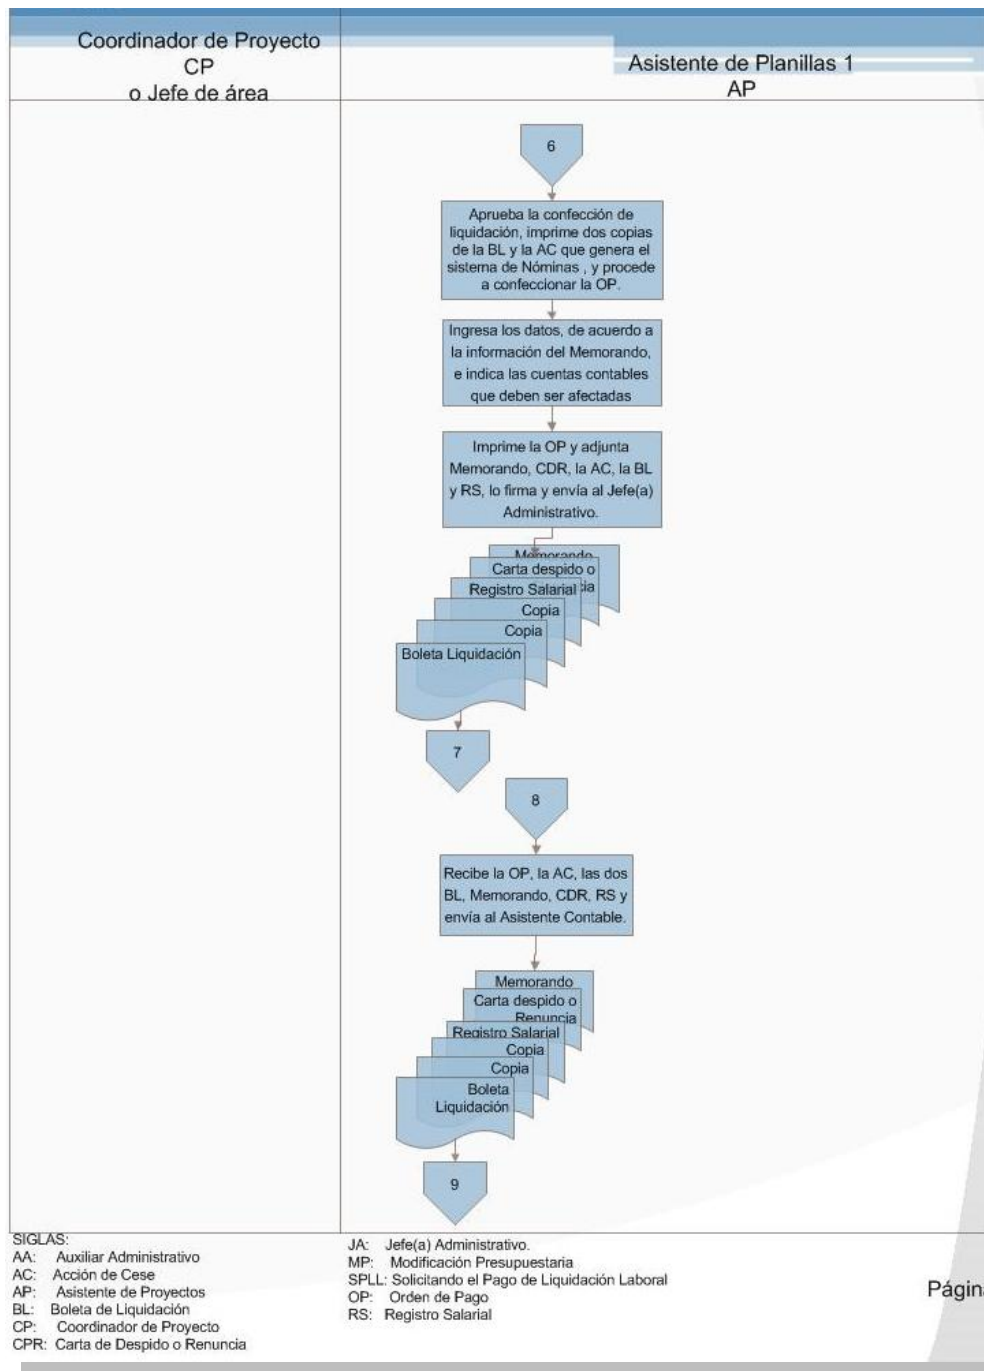 Coordinador de Proyecto
CP
o Jefe de área
Asistente de Planillas 1
AP
6
Aprueba la confección de
liquidación, imprime dos copias
de la BL y la AC que genera el
sistema de Nóminas , y procede
a confeccionar la OP.
Ingresa los datos, de acuerdo a
la información del Memorando,
e indica las cuentas contables
que deben ser afectadas
Imprime la OP y adjunta
Memorando, CDR, la AC, la BL
y RS, lo firma y envía al Jefe(a)
Administrativo.
Memorando
Carta despido o
Registro Salarial
Copia
Copia
Boleta Liquidación
7
8
Recibe la OP, la AC, las dos
BL, Memorando, CDR, RS y
envía al Asistente Contable.
Memorando
Carta despido o
Renuncia
Registro Salarial
Copia
Copia
Boleta
Liquidación
9
SIGLAS:
AA: Auxiliar Administrativo
AC: Acción de Cese
AP: Asistente de Proyectos
BL: Boleta de Liquidación
CP: Coordinador de Proyecto
CPR: Carta de Despido o Renuncia
JA: Jefe(a) Administrativo.
MP: Modificación Presupuestaria
SPLL: Solicitando el Pago de Liquidación Laboral
OP: Orden de Pago
RS: Registro Salarial
Página